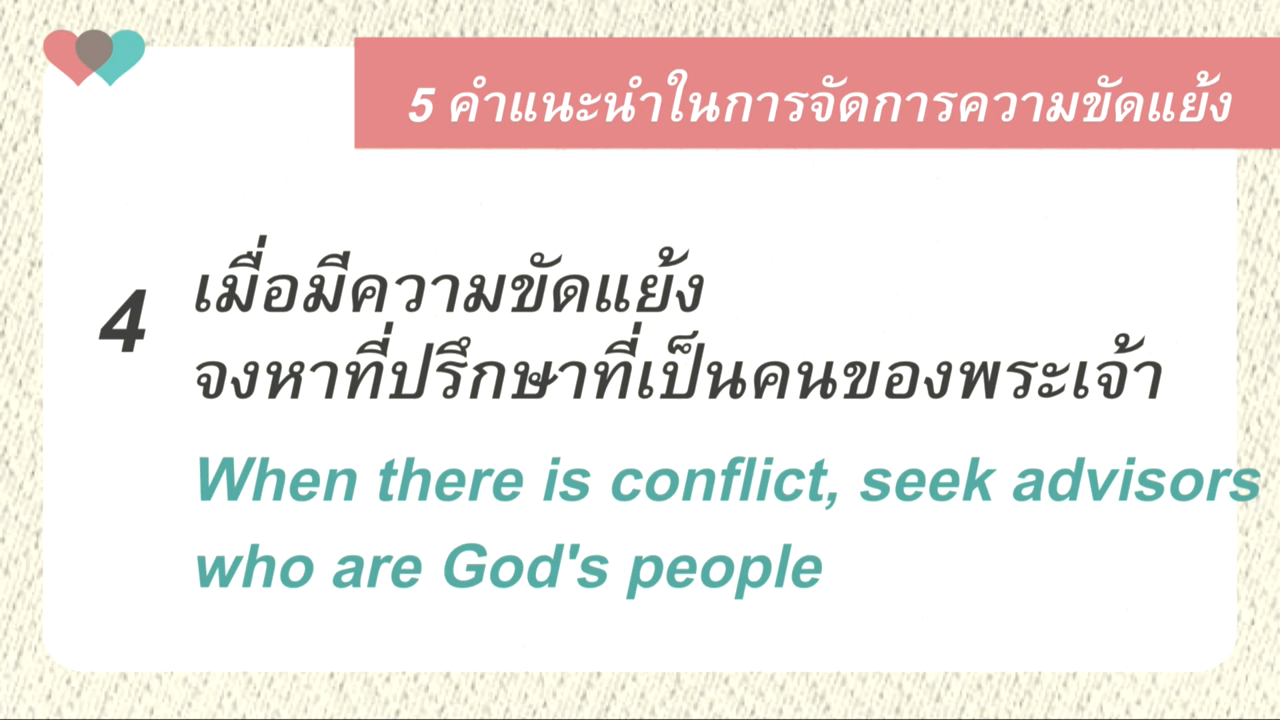 5 คำแนะนำในการจัดการความขัดแย้ง
4 เมื่อมีความขัดแย้ง
จงหาที่ปรึกษาที่เป็นคนของพระเจ้า
When there is conflict, seek advisors
who are God's people